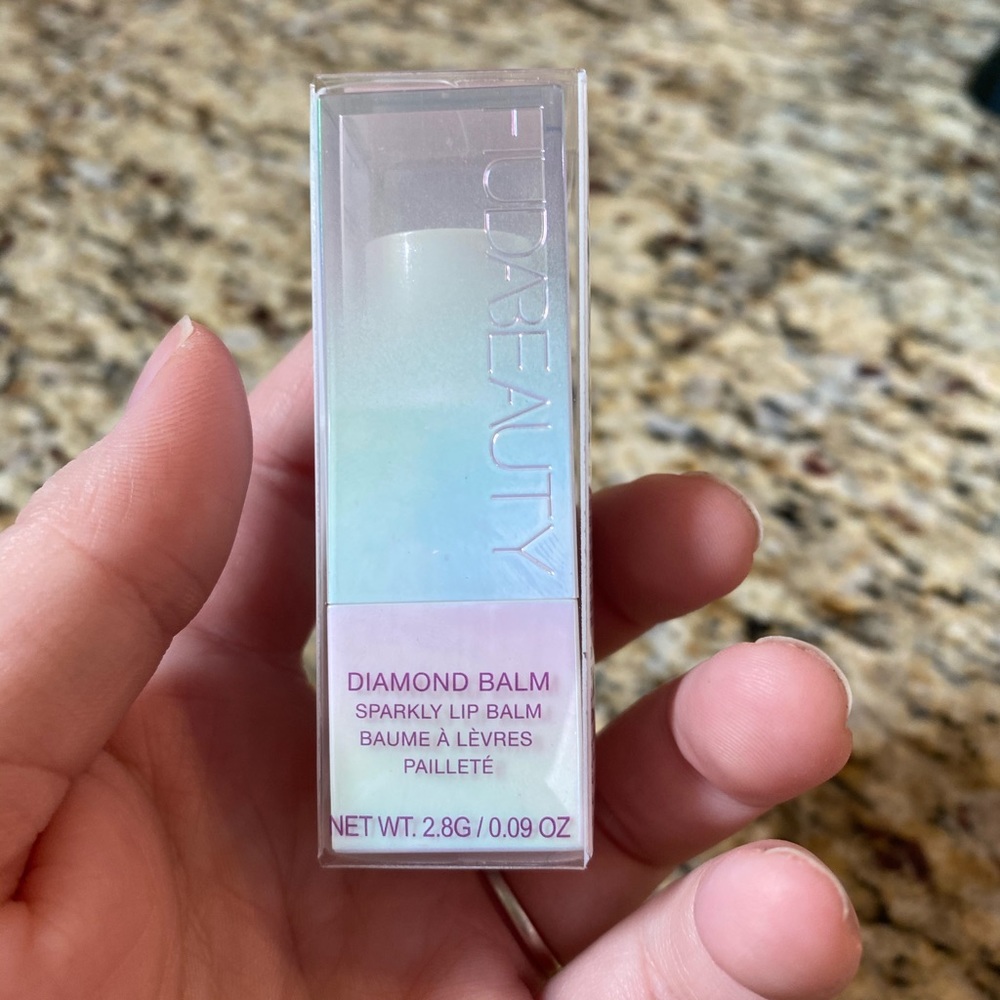 HUDABEAUTY
DIAMOND BALM
SPARKLY LIP BALM
BAUME À LÈVRES
PAILLETÉ
NET WT. 2.8G / 0.09 OZ